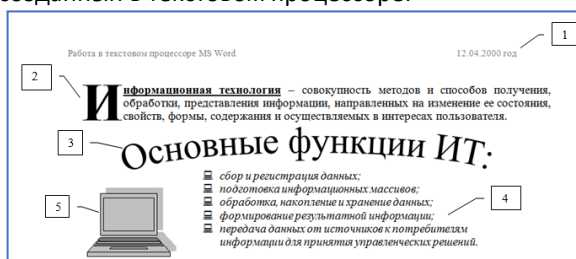 созданных в текстовом процессоре.
1
Работа в текстовом процессоре MS Word 12.04.2000 год
2
Информационная технология – совокупность методов и способов получения,
обработки, представления информации, направленных на изменение ее состояния,
свойств, формы, содержания и осуществляемых в интересах пользователя.
3
Основные функции ИТ:
сбор и регистрация данных;
подготовка информационных массивов;
обработка, накопление и хранение данных;
4
5
формирование результатной информации;
передача данных от источников к потребителям
информации для принятия управленческих решений.